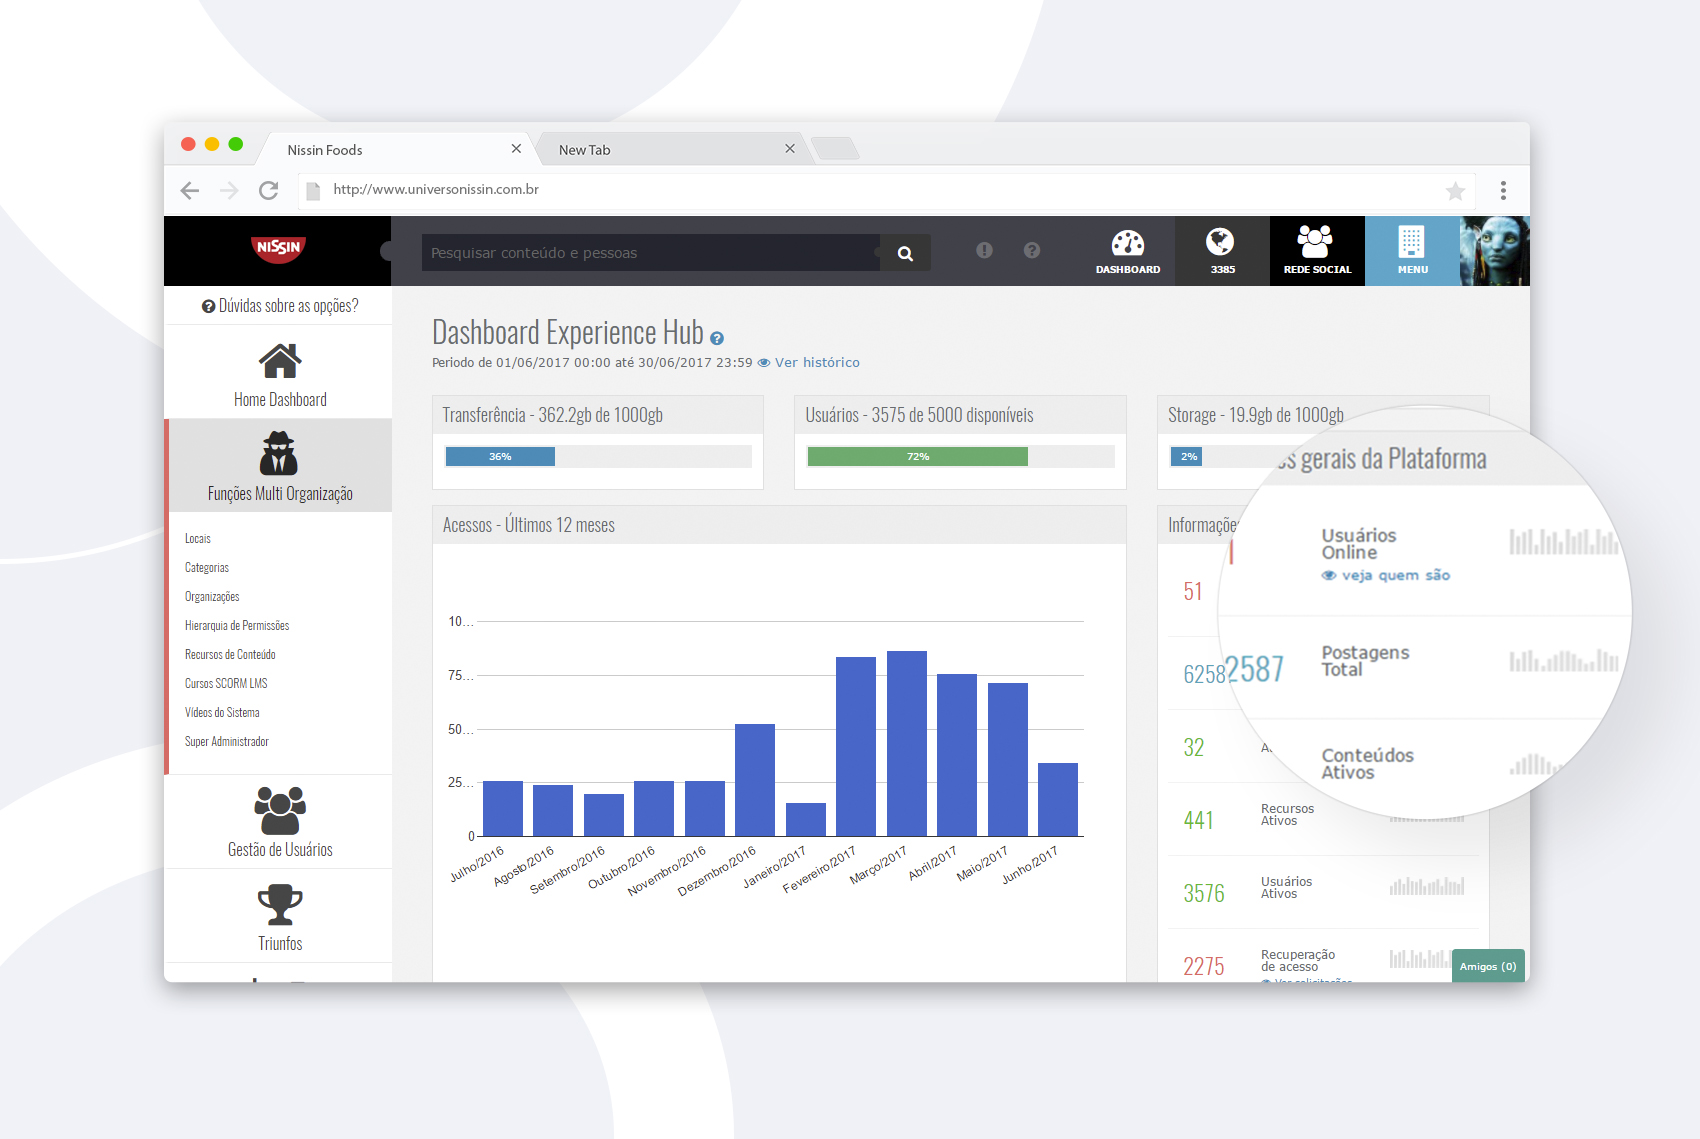 Nissin Foods
New Tab
http://www.universonissin.com.br
NISSIN
Pesquisar conteúdo e pessoas
DASHBOARD
3385
REDE SOCIAL
MENU
Dúvidas sobre as opções?
Home Dashboard
Funções Multi Organização
Locais
Categorias
Organizações
Hierarquia de Permissões
Recursos de Conteúdo
Cursos SCORM LMS
Vídeos do Sistema
Super Administrador
Gestão de Usuários
Triunfos
Dashboard Experience Hub
Periodo de 01/06/2017 00:00 até 30/06/2017 23:59 Ver histórico
Transferência - 362.2gb de 1000gb
36%
Usuários - 3575 de 5000 disponíveis
72%
Storage - 19.9gb de 1000gb
2%
Acessos - Últimos 12 meses
10...
75...
50...
25...
0
Julho/2016
Agosto/2016
Setembro/2016
Outubro/2016
Novembro/2016
Dezembro/2016
Janeiro/2017
Fevereiro/2017
Março/2017
Abril/2017
Maio/2017
Junho/2017
Informaçõe
s gerais da Plataforma
51
Usuários
Online
veja quem são
6258
2587
Postagens
Total
32
A
Conteúdos
Ativos
441
Recursos
Ativos
3576
Usuários
Ativos
2275
Recuperação
de acesso
Ver solicitações
Amigos (0)